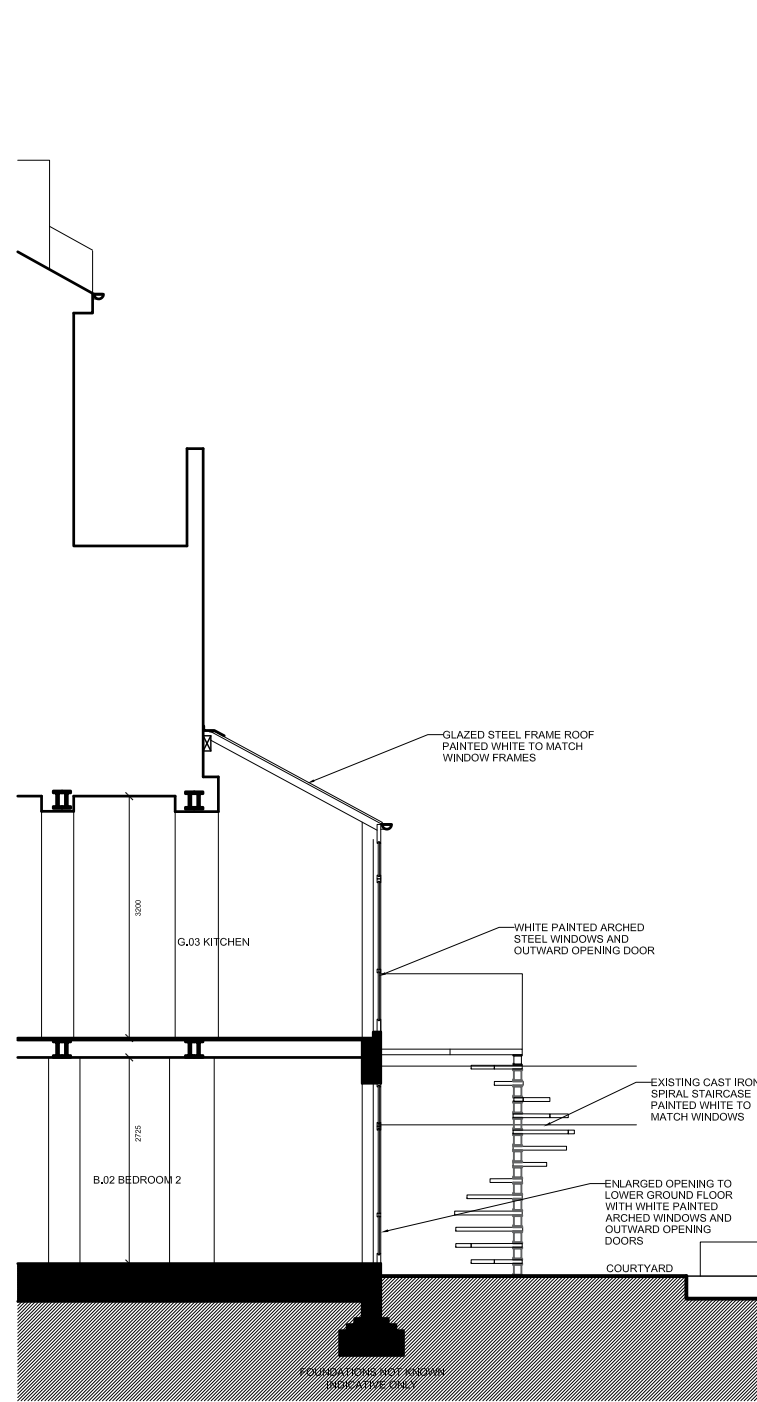 GLAZED STEEL FRAME ROOF
PAINTED WHITE TO MATCH
WINDOW FRAMES
3200
G.03 KITCHEN
WHITE PAINTED ARCHED
STEEL WINDOWS AND
OUTWARD OPENING DOOR
EXISTING CAST IRON
SPIRAL STAIRCASE
PAINTED WHITE TO
MATCH WINDOWS
2725
B.02 BEDROOM 2
ENLARGED OPENING TO
LOWER GROUND FLOOR
WITH WHITE PAINTED
ARCHED WINDOWS AND
OUTWARD OPENING
DOORS
COURTYARD
FOUNDATIONS NOT KNOWN
INDICATIVE ONLY